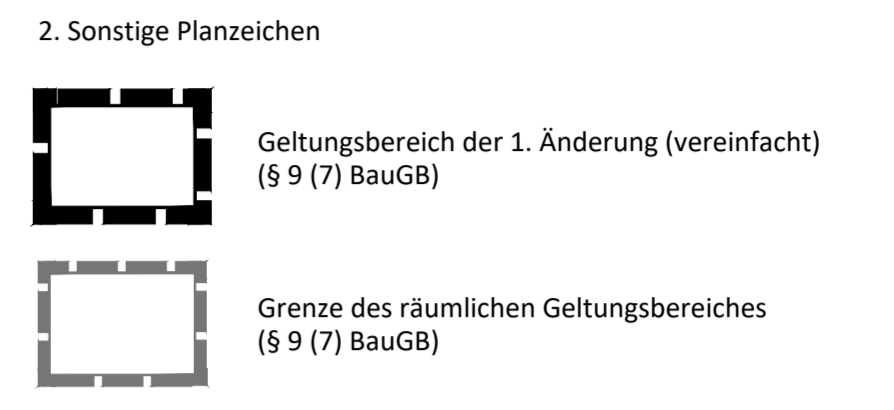 2. Sonstige Planzeichen
Geltungsbereich der 1. Änderung (vereinfacht)
(§ 9 (7) BauGB)
Grenze des räumlichen Geltungsbereiches
(§ 9 (7) BauGB)